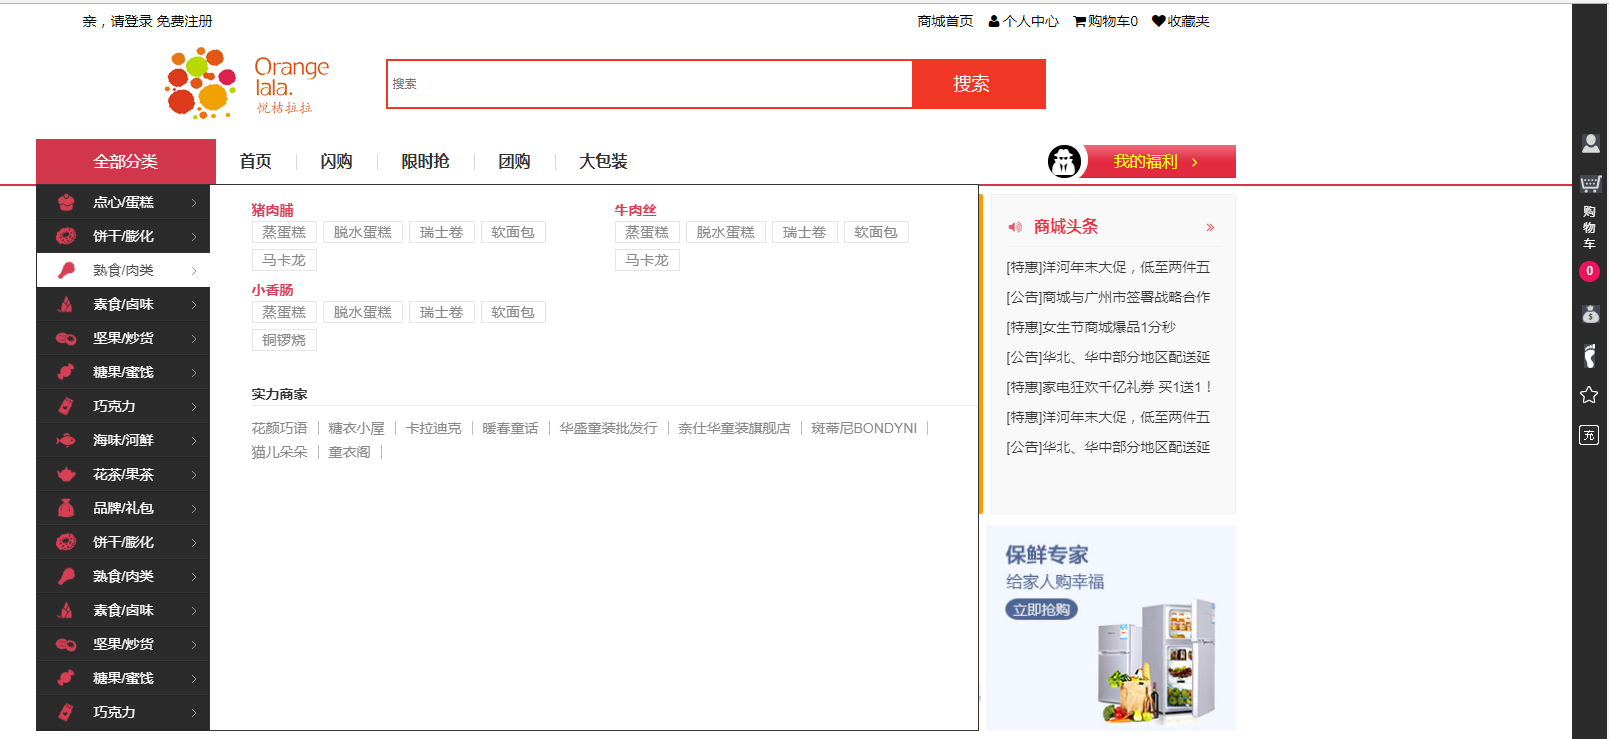 亲，请登录 免费注册
商城首页 个人中心 购物车0 收藏夹
Orange
lala.
悦桔拉拉
搜索 搜索
全部分类 首页 闪购 限时抢 团购 大包装 我的福利 >
点心/蛋糕
饼干/膨化
熟食/肉类
素食/卤味
坚果/炒货
糖果/蜜饯
巧克力
海味/河鲜
花茶/果茶
品牌/礼包
饼干/膨化
熟食/肉类
素食/卤味
坚果/炒货
糖果/蜜饯
巧克力
猪肉脯
蒸蛋糕 脱水蛋糕 瑞士卷 软面包
马卡龙
小香肠
蒸蛋糕 脱水蛋糕 瑞士卷 软面包
铜锣烧
牛肉丝
蒸蛋糕 脱水蛋糕 瑞士卷 软面包
马卡龙
实力商家
花颜巧语 | 糖衣小屋 | 卡拉迪克 | 暖春童话 | 华盛童装批发行 | 奈仕华童装旗舰店 | 斑蒂尼BONDYNI |
猫儿朵朵 | 童衣阁 |
商城头条 »
[特惠]洋河年末大促，低至两件五
[公告]商城与广州市签署战略合作
[特惠]女生节商城爆品1分秒
[公告]华北、华中部分地区配送延
[特惠]家电狂欢千亿礼券 买1送1！
[特惠]洋河年末大促，低至两件五
[公告]华北、华中部分地区配送延
保鲜专家
给家人购幸福
立即抢购
购
物
车
0
充